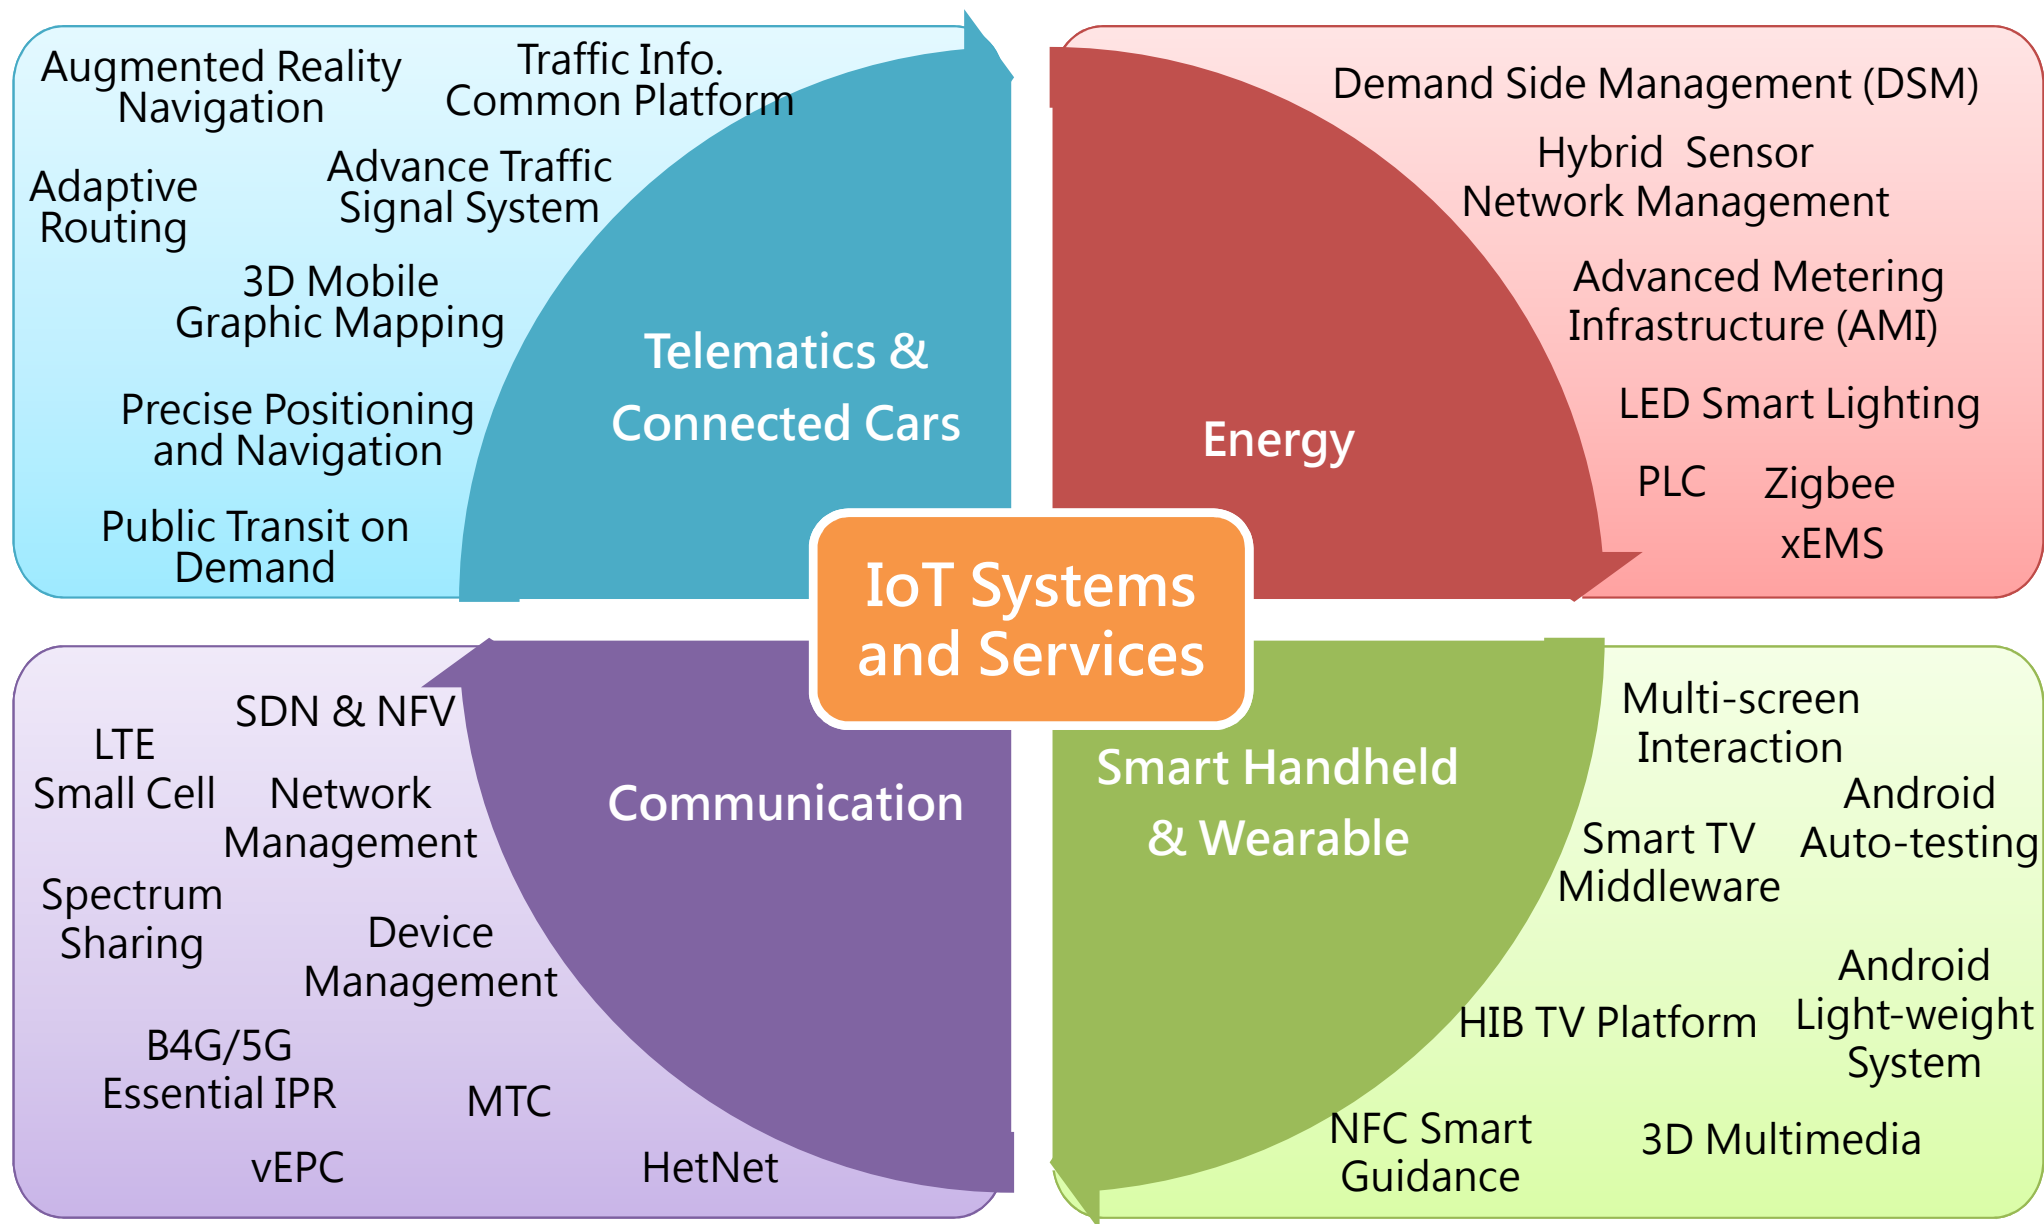 Augmented Reality
Navigation
Traffic Info.
Common Platform
Adaptive
Routing
Advance Traffic
Signal System
3D Mobile
Graphic Mapping
Precise Positioning
and Navigation
Public Transit on
Demand
Telematics &
Connected Cars
Energy
Demand Side Management (DSM)
Hybrid  Sensor
Network Management
Advanced Metering
Infrastructure (AMI)
LED Smart Lighting
PLC
Zigbee
xEMS
IoT Systems
and Services
SDN & NFV
LTE
Small Cell
Network
Management
Spectrum
Sharing
Device
Management
B4G/5G
Essential IPR
MTC
vEPC
HetNet
Communication
Smart Handheld
& Wearable
Multi-screen
Interaction
Android
Auto-testing
Smart TV
Middleware
Android
Light-weight
System
HIB TV Platform
NFC Smart
Guidance
3D Multimedia